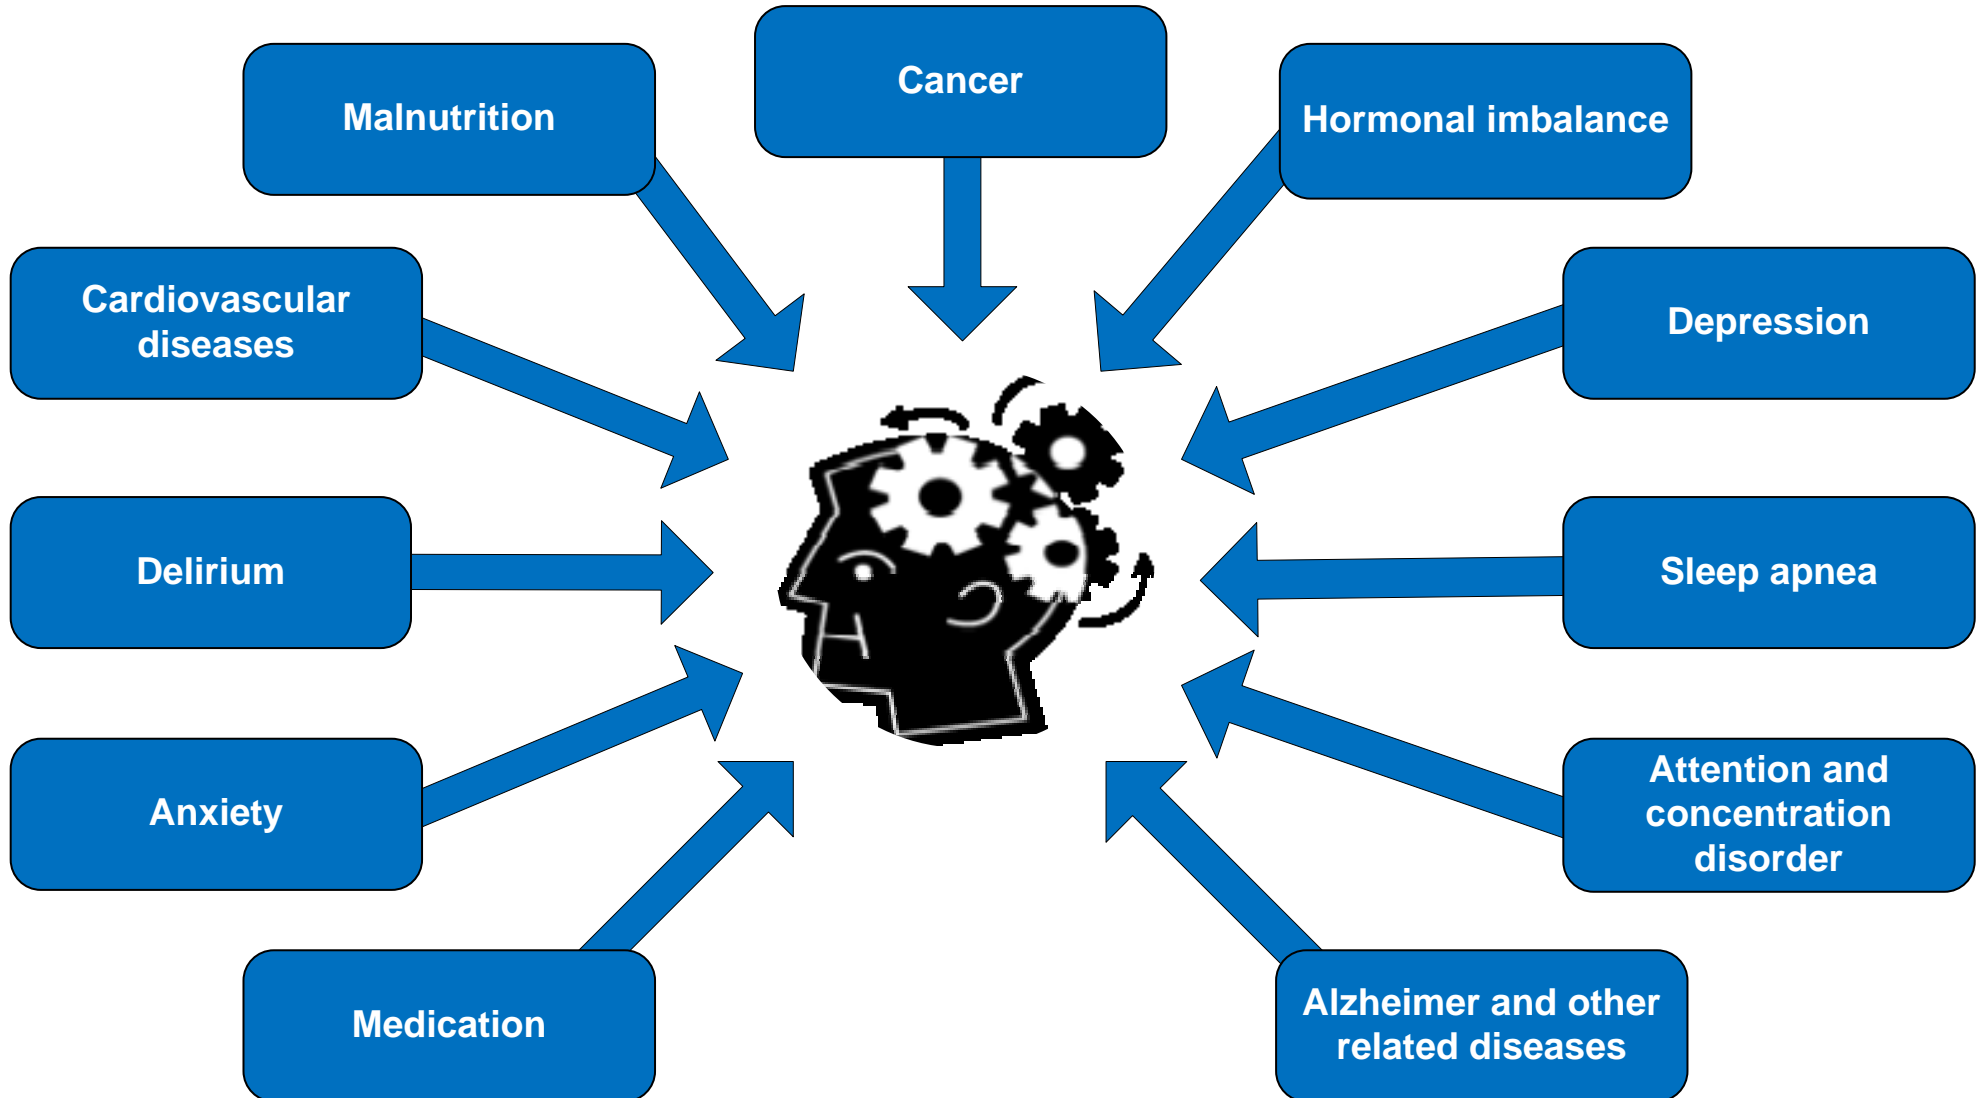 Cancer
Malnutrition
Hormonal imbalance
Cardiovascular
diseases
Depression
Delirium
Sleep apnea
Anxiety
Attention and
concentration
disorder
Medication
Alzheimer and other
related diseases